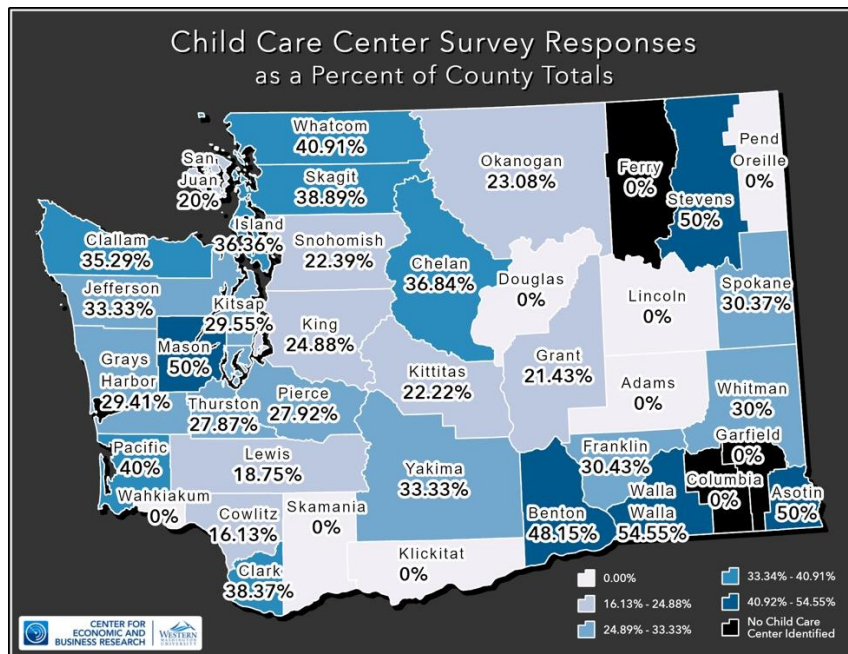 Child Care Center Survey Responses
as a Percent of County Totals
Whatcom
40.91%
San
Juan
20%
Skagit
38.89%
Okanogan
23.08%
Ferry
0%
Stevens
50%
Pend
Oreille
0%
Island
36.36%
Clallam
35.29%
Snohomish
22.39%
Chelan
36.84%
Douglas
0%
Lincoln
0%
Spokane
30.37%
Jefferson
33.33%
Kitsap
29.55%
King
24.88%
Mason
50%
Grays
Harbor
29.41%
Kittitas
22.22%
Grant
21.43%
Adams
0%
Whitman
30%
Thurston
27.87%
Pierce
27.92%
Pacific
40%
Lewis
18.75%
Yakima
33.33%
Franklin
30.43%
Garfield
0%
Columbia
0%
Asotin
50%
Wahkiakum
0%
Cowlitz
16.13%
Skamania
0%
Benton
48.15%
Walla
Walla
54.55%
Klickitat
0%
Clark
38.37%
0.00%
16.13% - 24.88%
24.89% - 33.33%
33.34% - 40.91%
40.92% - 54.55%
No Child Care
Center Identified
CENTER FOR
ECONOMIC AND
BUSINESS RESEARCH
WESTERN
WASHINGTON
UNIVERSITY